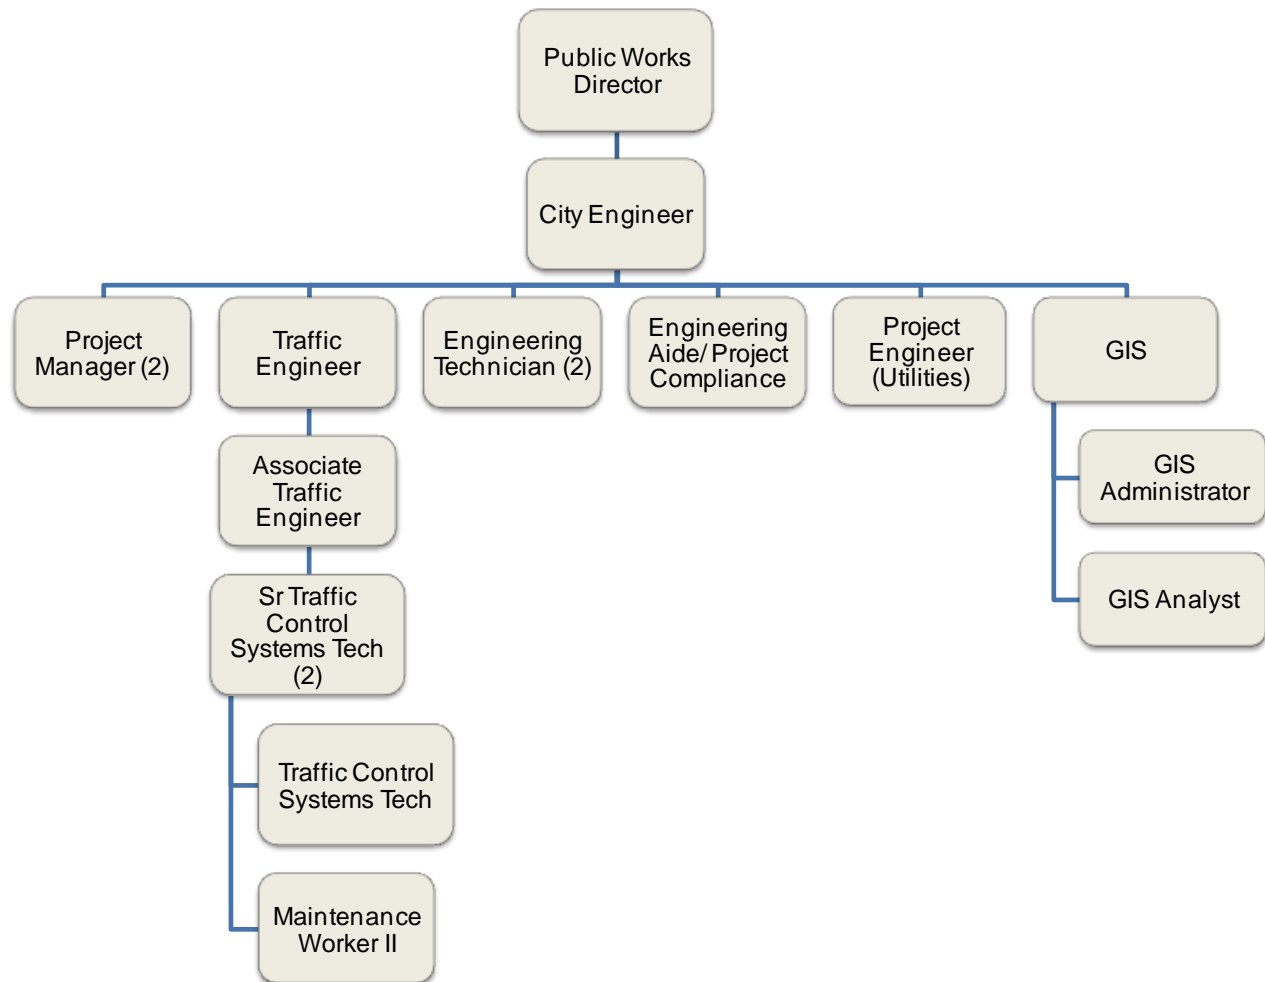 Public Works
Director
City Engineer
Project
Manager (2)
Traffic
Engineer
Engineering
Technician (2)
Engineering
Aide/ Project
Compliance
Project
Engineer
(Utilities)
GIS
Associate
Traffic
Engineer
GIS
Administrator
Sr Traffic
Control
Systems Tech
(2)
GIS Analyst
Traffic Control
Systems Tech
Maintenance
Worker II